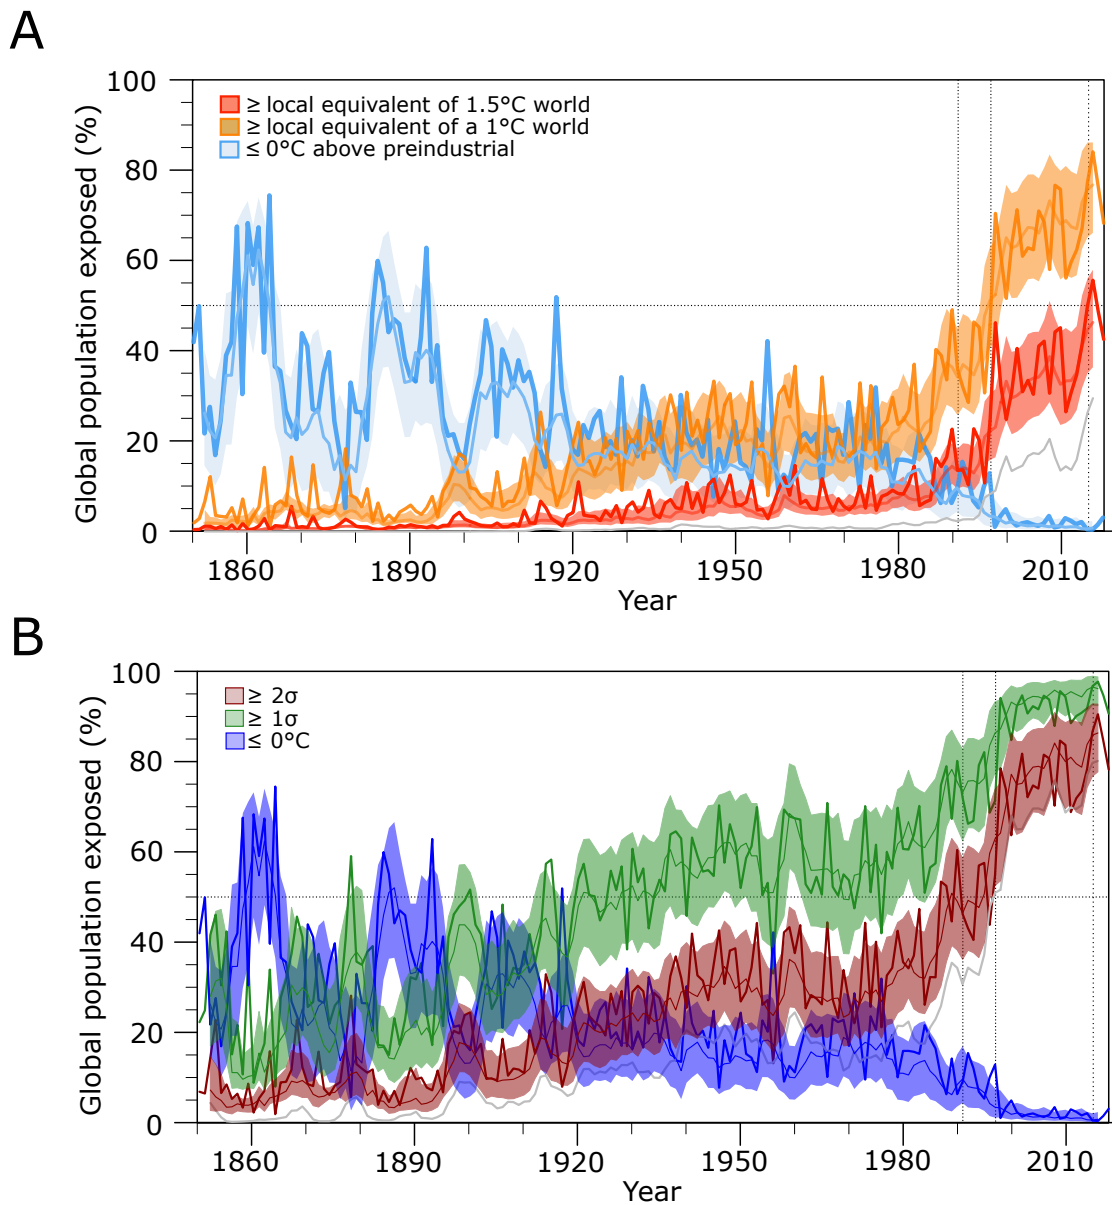 A
Global population exposed (%)
100
80
60
40
20
0
≥ local equivalent of 1.5°C world
≥ local equivalent of a 1°C world
≤ 0°C above preindustrial
1860 1890 1920 1950 1980 2010
Year
B
Global population exposed (%)
100
80
60
40
20
0
≥ 2σ
≥ 1σ
≤ 0°C
1860 1890 1920 1950 1980 2010
Year